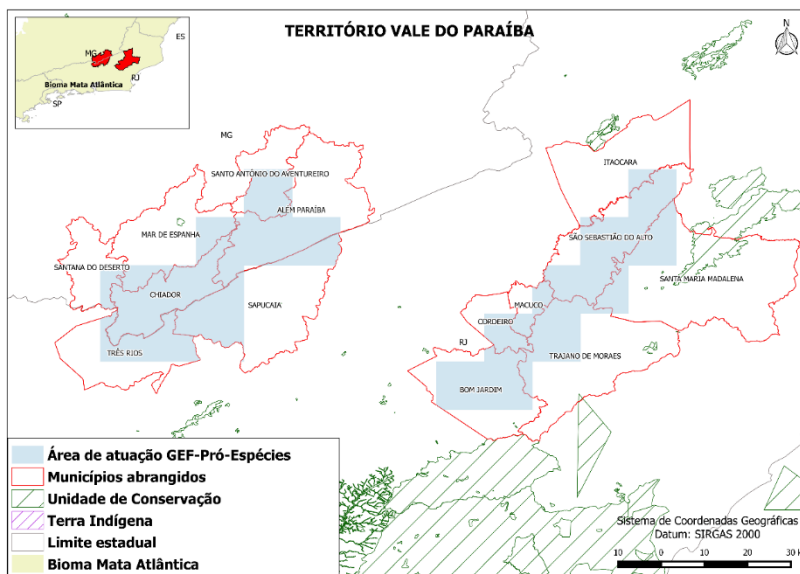 TERRITÓRIO VALE DO PARAÍBA
N
ES
MG
RJ
Bioma Mata Atlântica
SP
MG
SANTO ANTÔNIO DO AVENTUREIRO
ALÉM PARAÍBA
MAR DE ESPANHA
SANTANA DO DESERTO
CHIADOR
SAPUCAIA
TRÊS RIOS
ITAOCARA
SÃO SEBASTIÃO DO ALTO
SANTA MARIA MADALENA
MACUCO
CORDEIRO
RJ
TRAJANO DE MORAES
BOM JARDIM
Área de atuação GEF-Pró-Espécies
Municípios abrangidos
Unidade de Conservação
Terra Indígena
Limite estadual
Bioma Mata Atlântica
Sistema de Coordenadas Geográficas
Datum: SIRGAS 2000
10 0 10 20 30 k